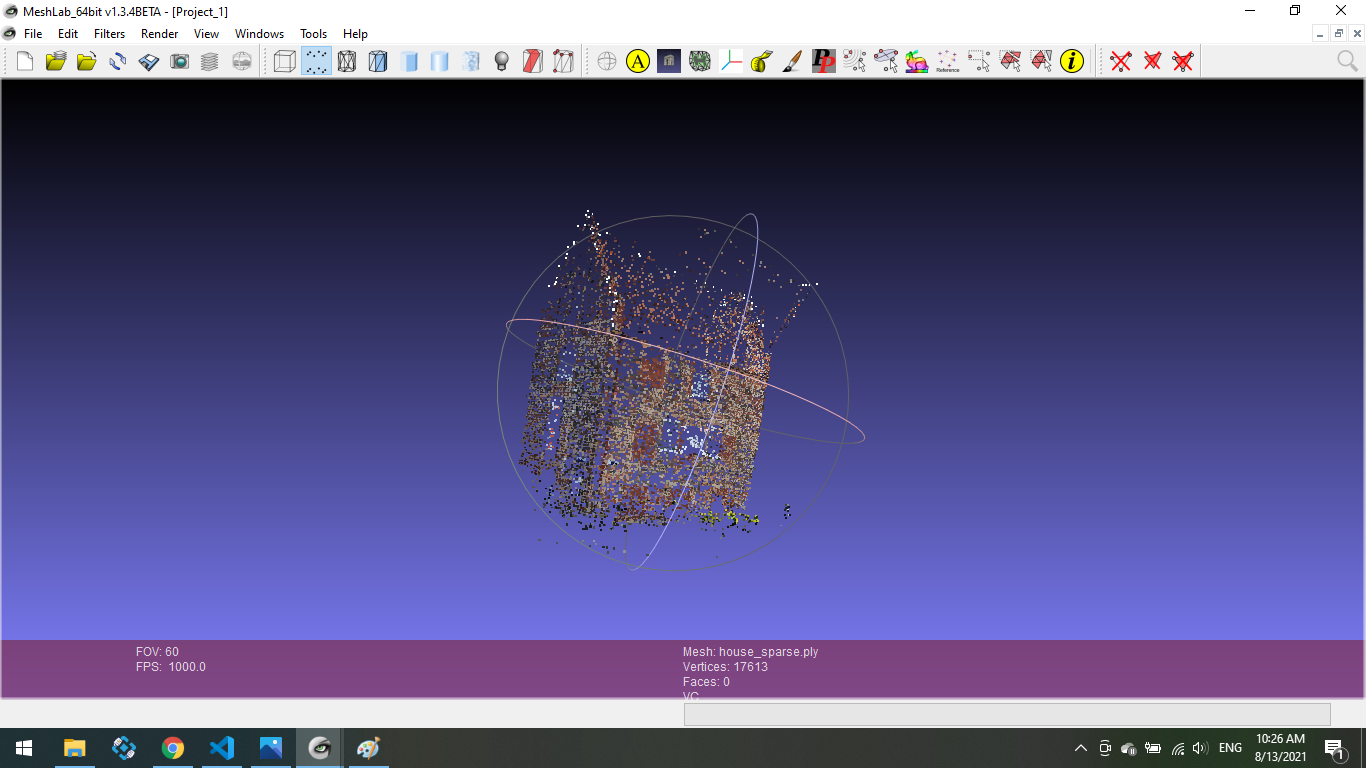 MeshLab_64bit v1.3.4BETA - [Project_1]
File Edit Filters Render View Windows Tools Help
A
PP
Reference
i
FOV: 60
FPS: 1000.0
Mesh: house_sparse.ply
Vertices: 17613
Faces: 0
VC
ENG
10:26 AM
8/13/2021
1